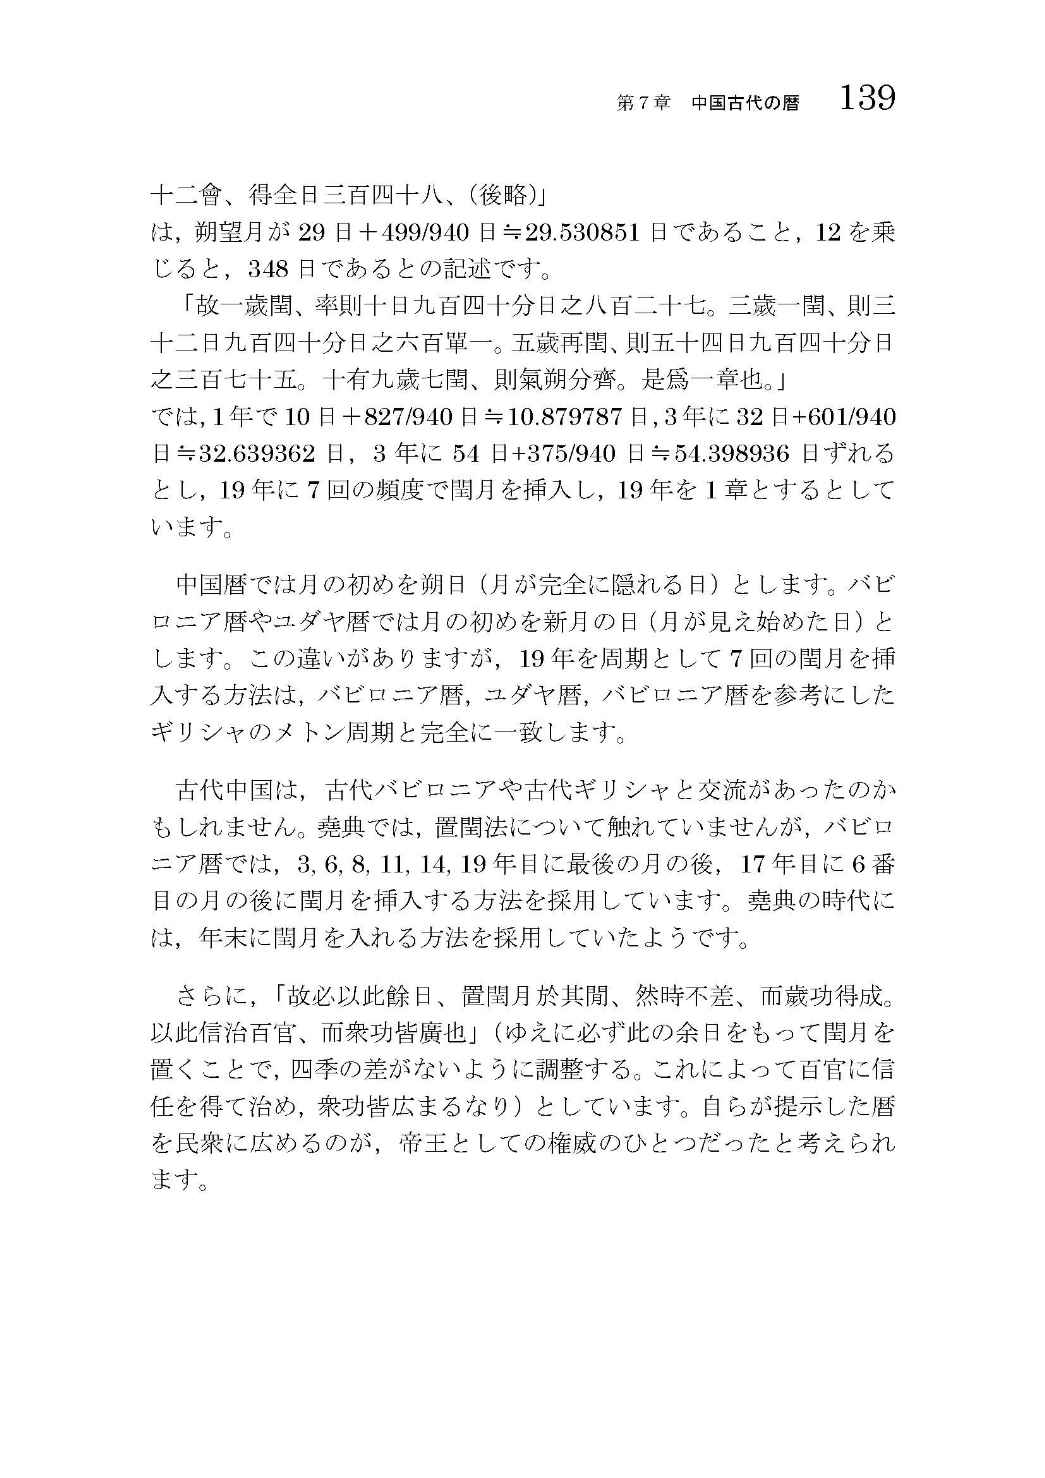 第７章　中国古代の暦　139
十二會、得全日三百四十八、（後略）」
は，朔望月が 29 日＋499/940 日≒29.530851 日であること，12 を乗
じると，348 日であるとの記述です。
「故一歳閏、率則十日九百四十分日之八百二十七。三歳一閏、則三
十二日九百四十分日之六百單一。五歳再閏、則五十四日九百四十分日
之三百七十五。十有九歳七閏、則氣朔分齊。是爲一章也。」
では，1 年で 10 日＋827/940 日≒10.879787 日，3 年に 32 日+601/940
日≒32.639362 日，3 年に 54 日+375/940 日≒54.398936 日ずれる
とし，19 年に 7 回の頻度で閏月を挿入し，19 年を 1 章とするとして
います。
中国暦では月の初めを朔日（月が完全に隠れる日）とします。バビ
ロニア暦やユダヤ暦では月の初めを新月の日（月が見え始めた日）と
します。この違いがありますが，19 年を周期として 7 回の閏月を挿
入する方法は，バビロニア暦，ユダヤ暦，バビロニア暦を参考にした
ギリシャのメトン周期と完全に一致します。
古代中国は，古代バビロニアや古代ギリシャと交流があったのか
もしれません。堯典では，置閏法について触れていませんが，バビロ
ニア暦では，3, 6, 8, 11, 14, 19 年目に最後の月の後，17 年目に 6 番
目の月の後に閏月を挿入する方法を採用しています。堯典の時代に
は，年末に閏月を入れる方法を採用していたようです。
さらに，「故必以此餘日、置閏月於其閒、然時不差、而歳功得成。
以此信治百官、而衆功皆廣也」（ゆえに必ず此の余日をもって閏月を
置くことで，四季の差がないように調整する。これによって百官に信
任を得て治め，衆功皆広まるなり）としています。自らが提示した暦
を民衆に広めるのが，帝王としての権威のひとつだったと考えられ
ます。